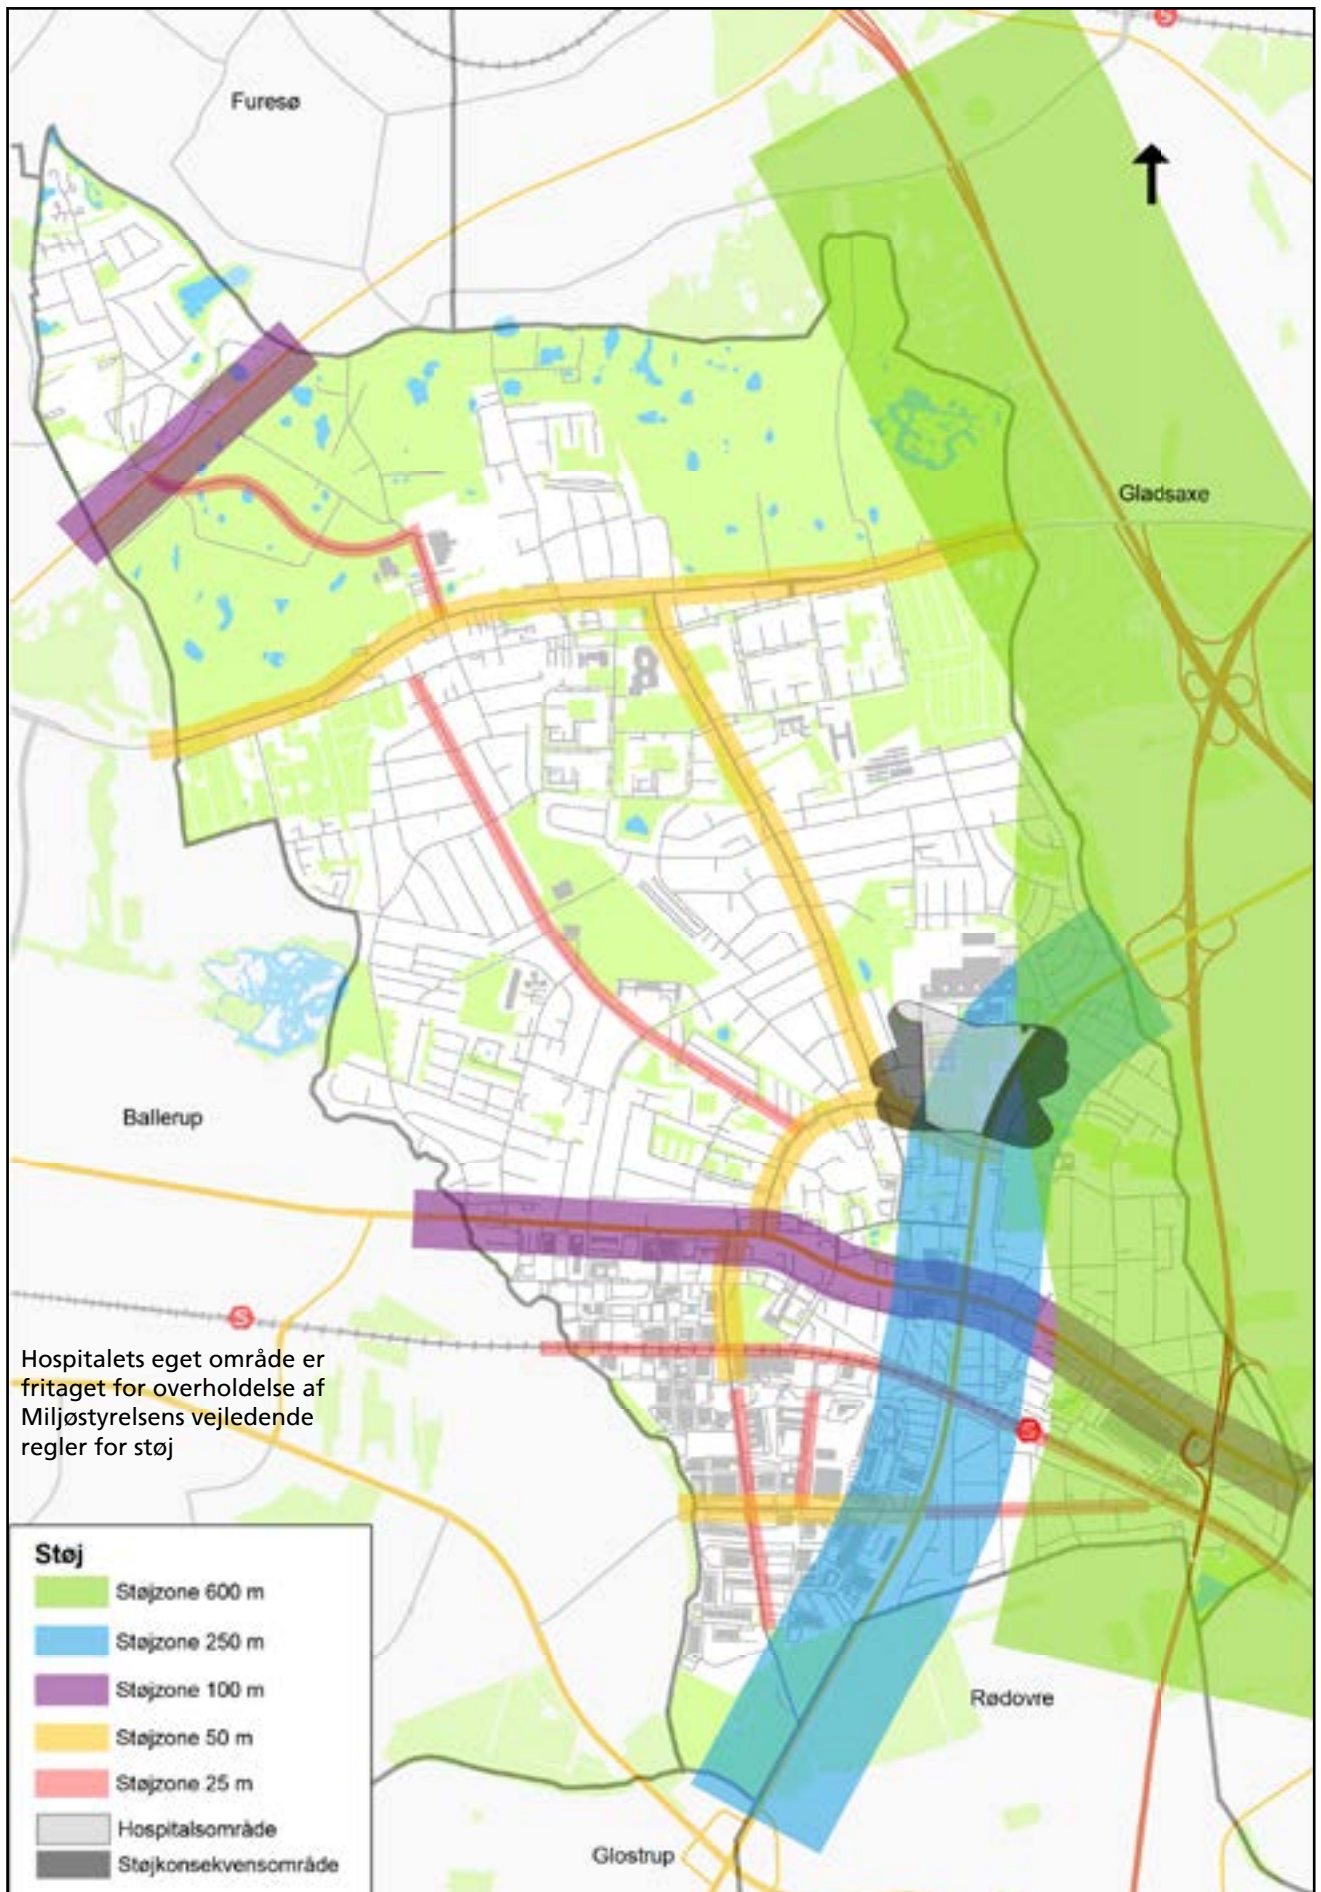 S
Furesø
Gladsaxe
Ballerup
S
Hospitalets eget område er
fritaget for overholdelse af
Miljøstyrelsens vejledende
regler for støj
S
Støj
Støjzone 600 m
Støjzone 250 m
Støjzone 100 m
Støjzone 50 m
Støjzone 25 m
Hospitalsområde
Støjkonsekvensområde
Rødovre
Glostrup